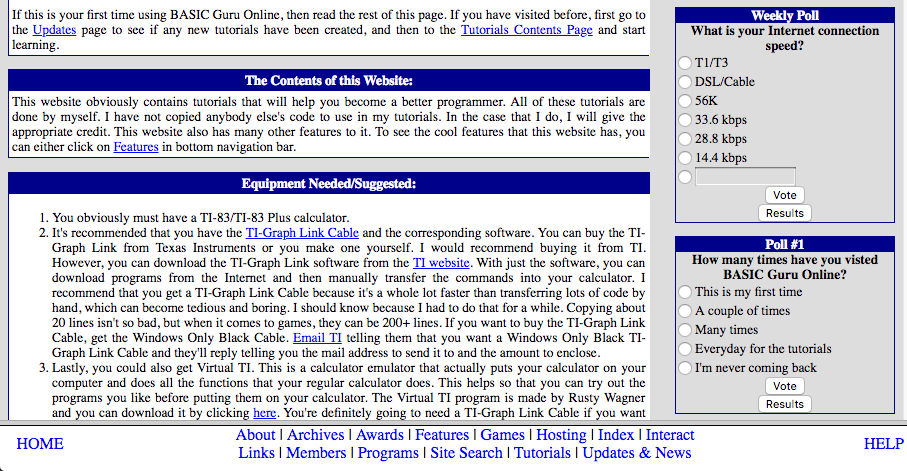 If this is your first time using BASIC Guru Online, then read the rest of this page. If you have visited before, first go to
the Updates page to see if any new tutorials have been created, and then to the Tutorials Contents Page and start
learning.
The Contents of this Website:
This website obviously contains tutorials that will help you become a better programmer. All of these tutorials are
done by myself. I have not copied anybody else's code to use in my tutorials. In the case that I do, I will give the
appropriate credit. This website also has many other features to it. To see the cool features that this website has, you
can either click on Features in bottom navigation bar.
Equipment Needed/Suggested:
1. You obviously must have a TI-83/TI-83 Plus calculator.
2. It's recommended that you have the TI-Graph Link Cable and the corresponding software. You can buy the TI-
Graph Link from Texas Instruments or you make one yourself. I would recommend buying it from TI.
However, you can download the TI-Graph Link software from the TI website. With just the software, you can
download programs from the Internet and then manually transfer the commands into your calculator. I
recommend that you get a TI-Graph Link Cable because it's a whole lot faster than transferring lots of code by
hand, which can become tedious and boring. I should know because I had to do that for a while. Copying about
20 lines isn't so bad, but when it comes to games, they can be 200+ lines. If you want to buy the TI-Graph Link
Cable, get the Windows Only Black Cable. Email TI telling them that you want a Windows Only Black TI-
Graph Link Cable and they'll reply telling you the mail address to send it to and the amount to enclose.
3. Lastly, you could also get Virtual TI. This is a calculator emulator that actually puts your calculator on your
computer and does all the functions that your regular calculator does. This helps so that you can try out the
programs you like before putting them on your calculator. The Virtual TI program is made by Rusty Wagner
and you can download it by clicking here. You're definitely going to need a TI-Graph Link Cable if you want
Weekly Poll
What is your Internet connection
speed?
T1/T3
DSL/Cable
56K
33.6 kbps
28.8 kbps
14.4 kbps
Vote
Results
Poll #1
How many times have you visted
BASIC Guru Online?
This is my first time
A couple of times
Many times
Everyday for the tutorials
I'm never coming back
Vote
Results
HOME
About | Archives | Awards | Features | Games | Hosting | Index | Interact
Links | Members | Programs | Site Search | Tutorials | Updates & News
HELP